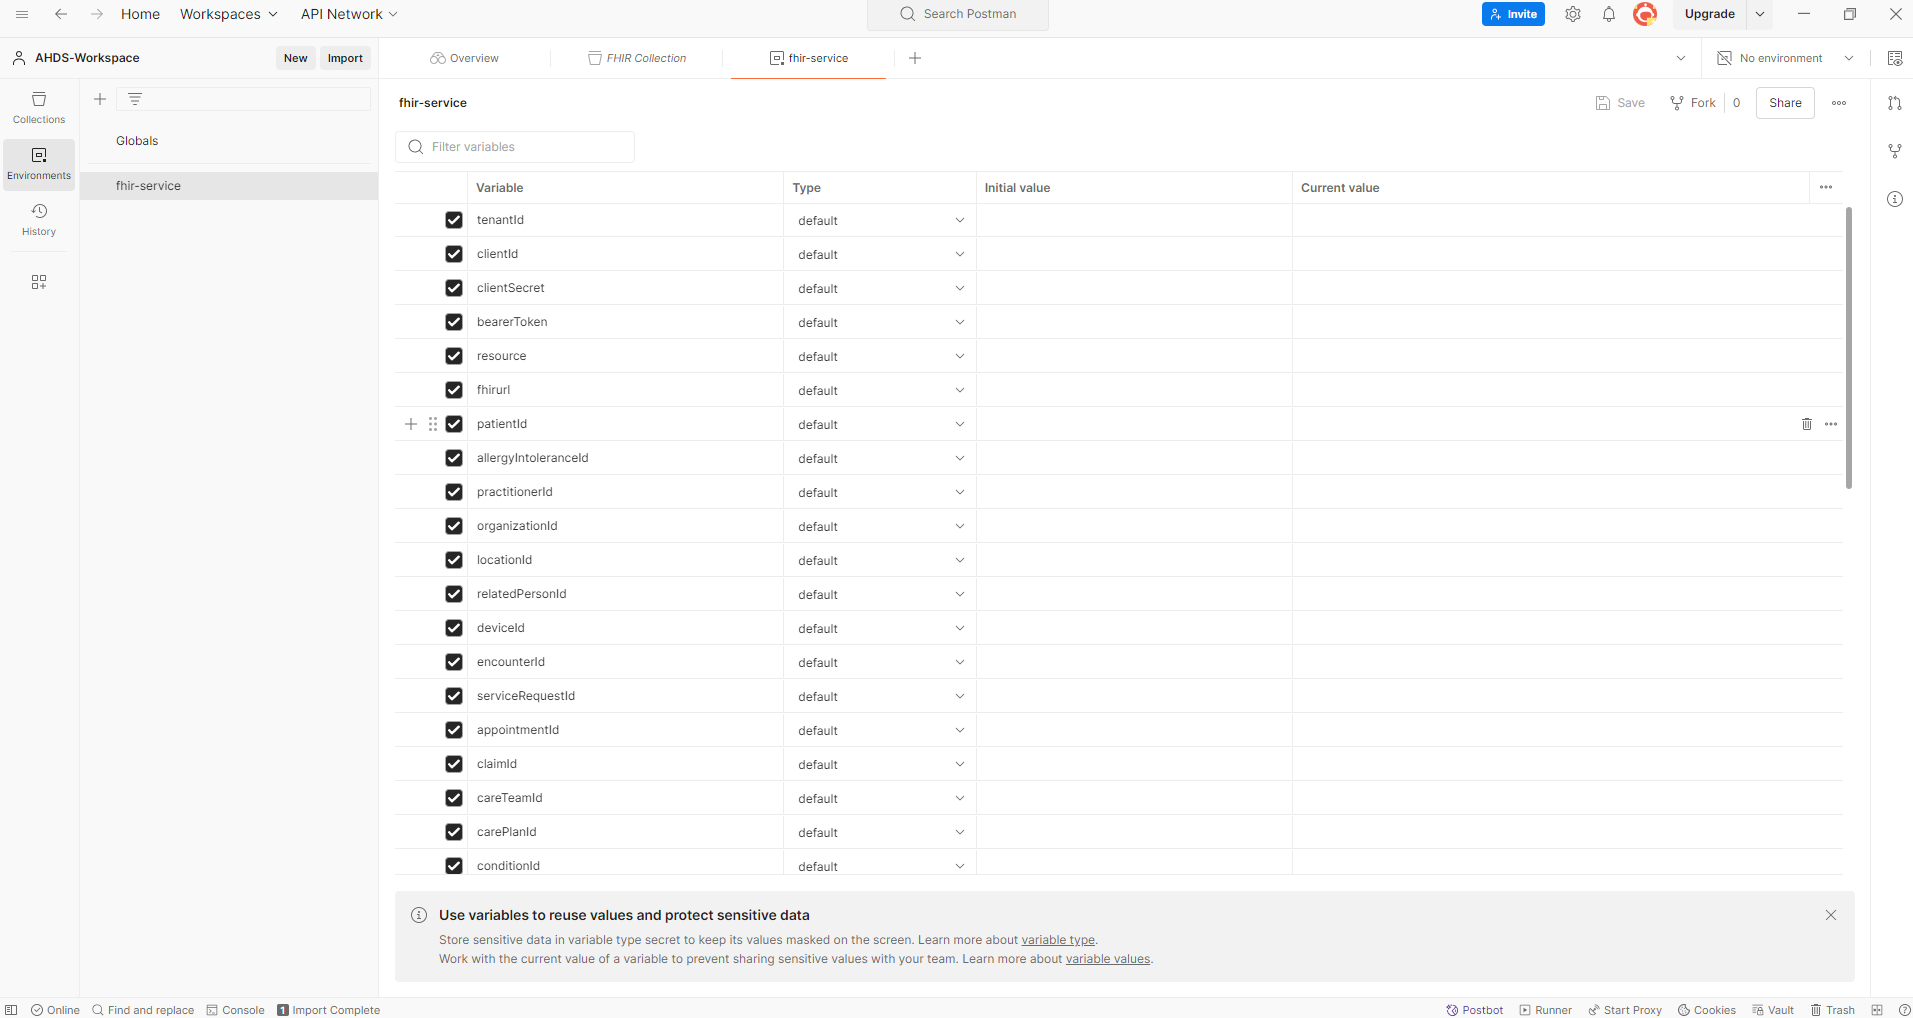 Home Workspaces API Network Search Postman Invite Upgrade
AHDS-Workspace New Import Overview FHIR Collection fhir-service No environment
Collections
Environments
History
Globals
fhir-service
fhir-service Save Fork 0 Share
Filter variables
Variable Type Initial value Current value
tenantId default
clientId default
clientSecret default
bearerToken default
resource default
fhirurl default
patientId default
allergyIntoleranceId default
practitionerId default
organizationId default
locationId default
relatedPersonId default
deviceId default
encounterId default
serviceRequestId default
appointmentId default
claimId default
careTeamId default
carePlanId default
conditionId default
Use variables to reuse values and protect sensitive data
Store sensitive data in variable type secret to keep its values masked on the screen. Learn more about variable type.
Work with the current value of a variable to prevent sharing sensitive values with your team. Learn more about variable values.
Online Find and replace Console 1 Import Complete Postbot Runner Start Proxy Cookies Vault Trash